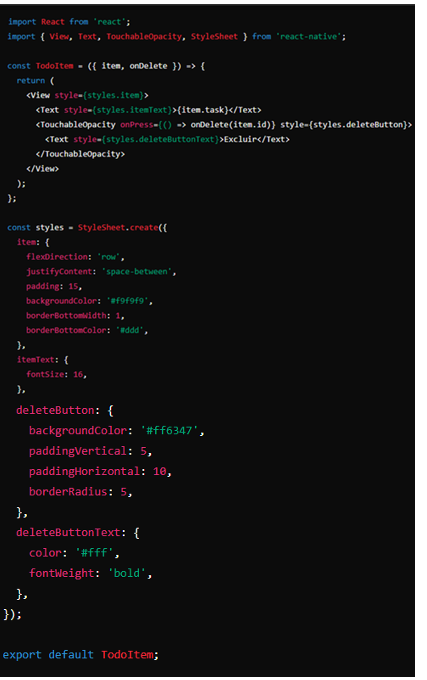 import React from 'react';
import { View, Text, TouchableOpacity, StyleSheet } from 'react-native';
const TodoItem = ({ item, onDelete }) => {
return (
<View style={styles.item}>
<Text style={styles.itemText}>{item.task}</Text>
<TouchableOpacity onPress={() => onDelete(item.id)} style={styles.deleteButton}>
<Text style={styles.deleteButtonText}>Excluir</Text>
</TouchableOpacity>
</View>
);
};
const styles = StyleSheet.create({
item: {
flexDirection: 'row',
justifyContent: 'space-between',
padding: 15,
backgroundColor: '#f9f9f9',
borderBottomWidth: 1,
borderBottomColor: '#ddd',
},
itemText: {
fontSize: 16,
},
deleteButton: {
backgroundColor: '#ff6347',
paddingVertical: 5,
paddingHorizontal: 10,
borderRadius: 5,
},
deleteButtonText: {
color: '#fff',
fontWeight: 'bold',
},
});
export default TodoItem;